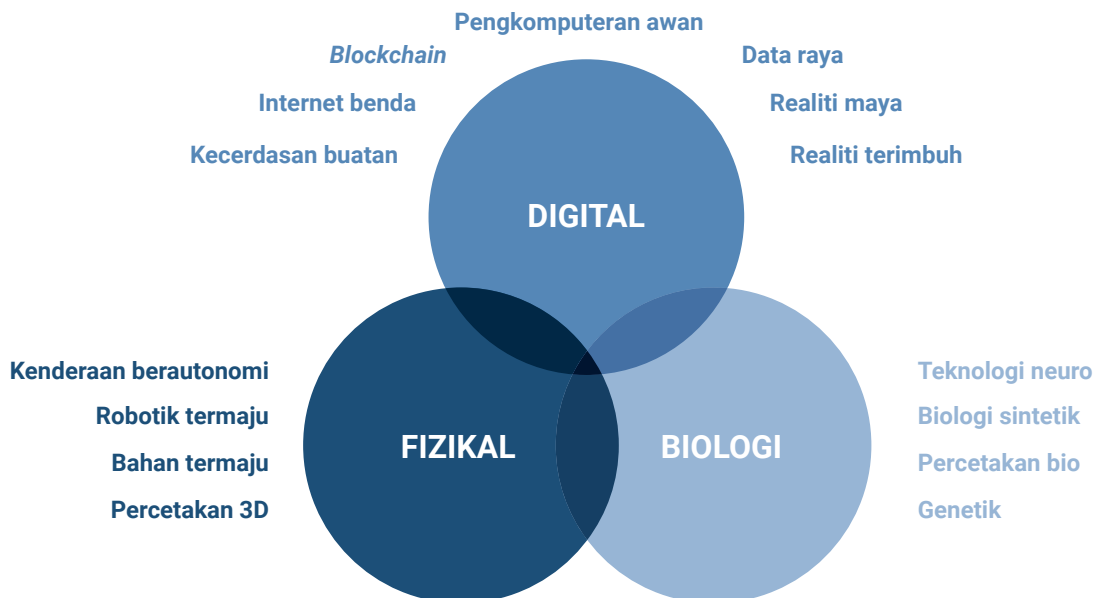 Pengkomputeran awan
Blockchain
Data raya
Internet benda
Realiti maya
Kecerdasan buatan
Realiti terimbuh
DIGITAL
Kenderaan berautonomi
Robotik termaju
Bahan termaju
Percetakan 3D
FIZIKAL
BIOLOGI
Teknologi neuro
Biologi sintetik
Percetakan bio
Genetik